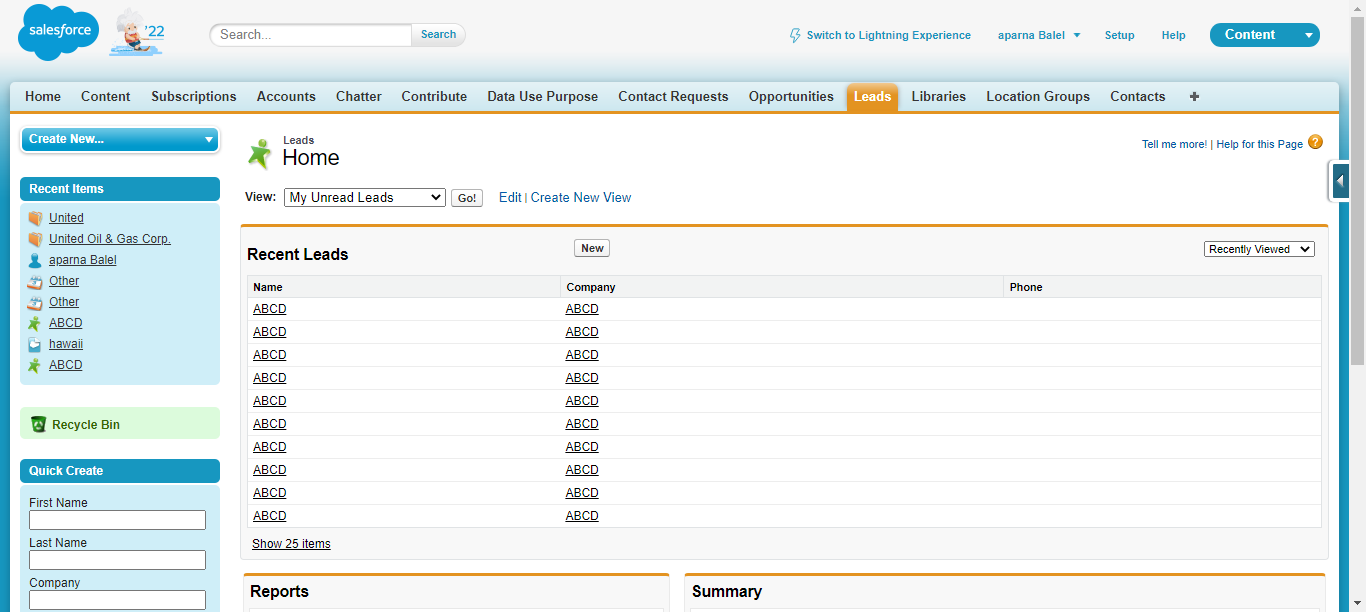 salesforce
'22
Search...
Search
Switch to Lightning Experience
aparna Balel
Setup
Help
Content
Home Content Subscriptions Accounts Chatter Contribute Data Use Purpose Contact Requests Opportunities Leads Libraries Location Groups Contacts +
Create New...
Recent Items
United
United Oil & Gas Corp.
aparna Balel
Other
Other
ABCD
hawaii
ABCD
Recycle Bin
Quick Create
First Name
Last Name
Company
Leads
Home
Tell me more! | Help for this Page ?
View: My Unread Leads Go! Edit | Create New View
Recent Leads New Recently Viewed
Name Company Phone
ABCD ABCD
ABCD ABCD
ABCD ABCD
ABCD ABCD
ABCD ABCD
ABCD ABCD
ABCD ABCD
ABCD ABCD
ABCD ABCD
ABCD ABCD
Show 25 items
Reports
Summary